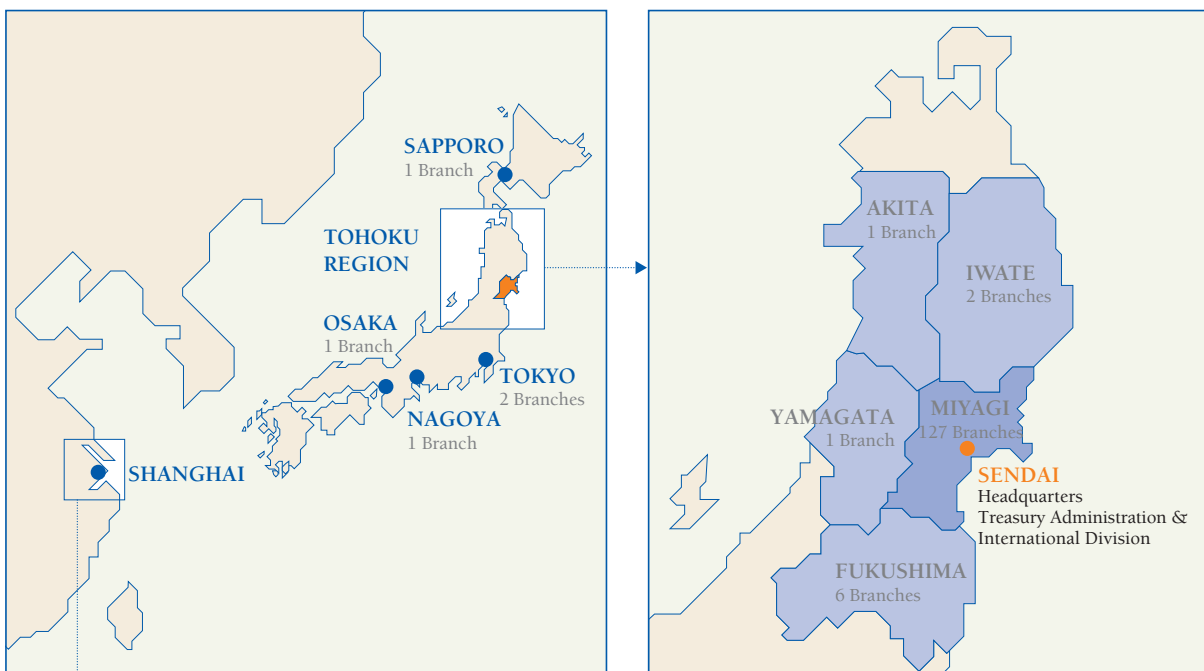 SAPPORO
1 Branch
TOHOKU
REGION
OSAKA
1 Branch
TOKYO
2 Branches
NAGOYA
1 Branch
SHANGHAI
AKITA
1 Branch
IWATE
2 Branches
YAMAGATA
1 Branch
MIYAGI
127 Branches
SENDAI
Headquarters
Treasury Administration &
International Division
FUKUSHIMA
6 Branches